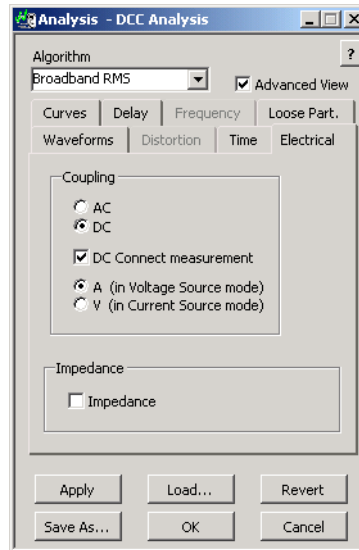 Analysis - DCC Analysis
?
Algorithm
Broadband RMS
Advanced View
Curves Delay Frequency Loose Part.
Waveforms Distortion Time Electrical
Coupling
AC
DC
DC Connect measurement
A (in Voltage Source mode)
V (in Current Source mode)
Impedance
Impedance
Apply Load... Revert
Save As... OK Cancel